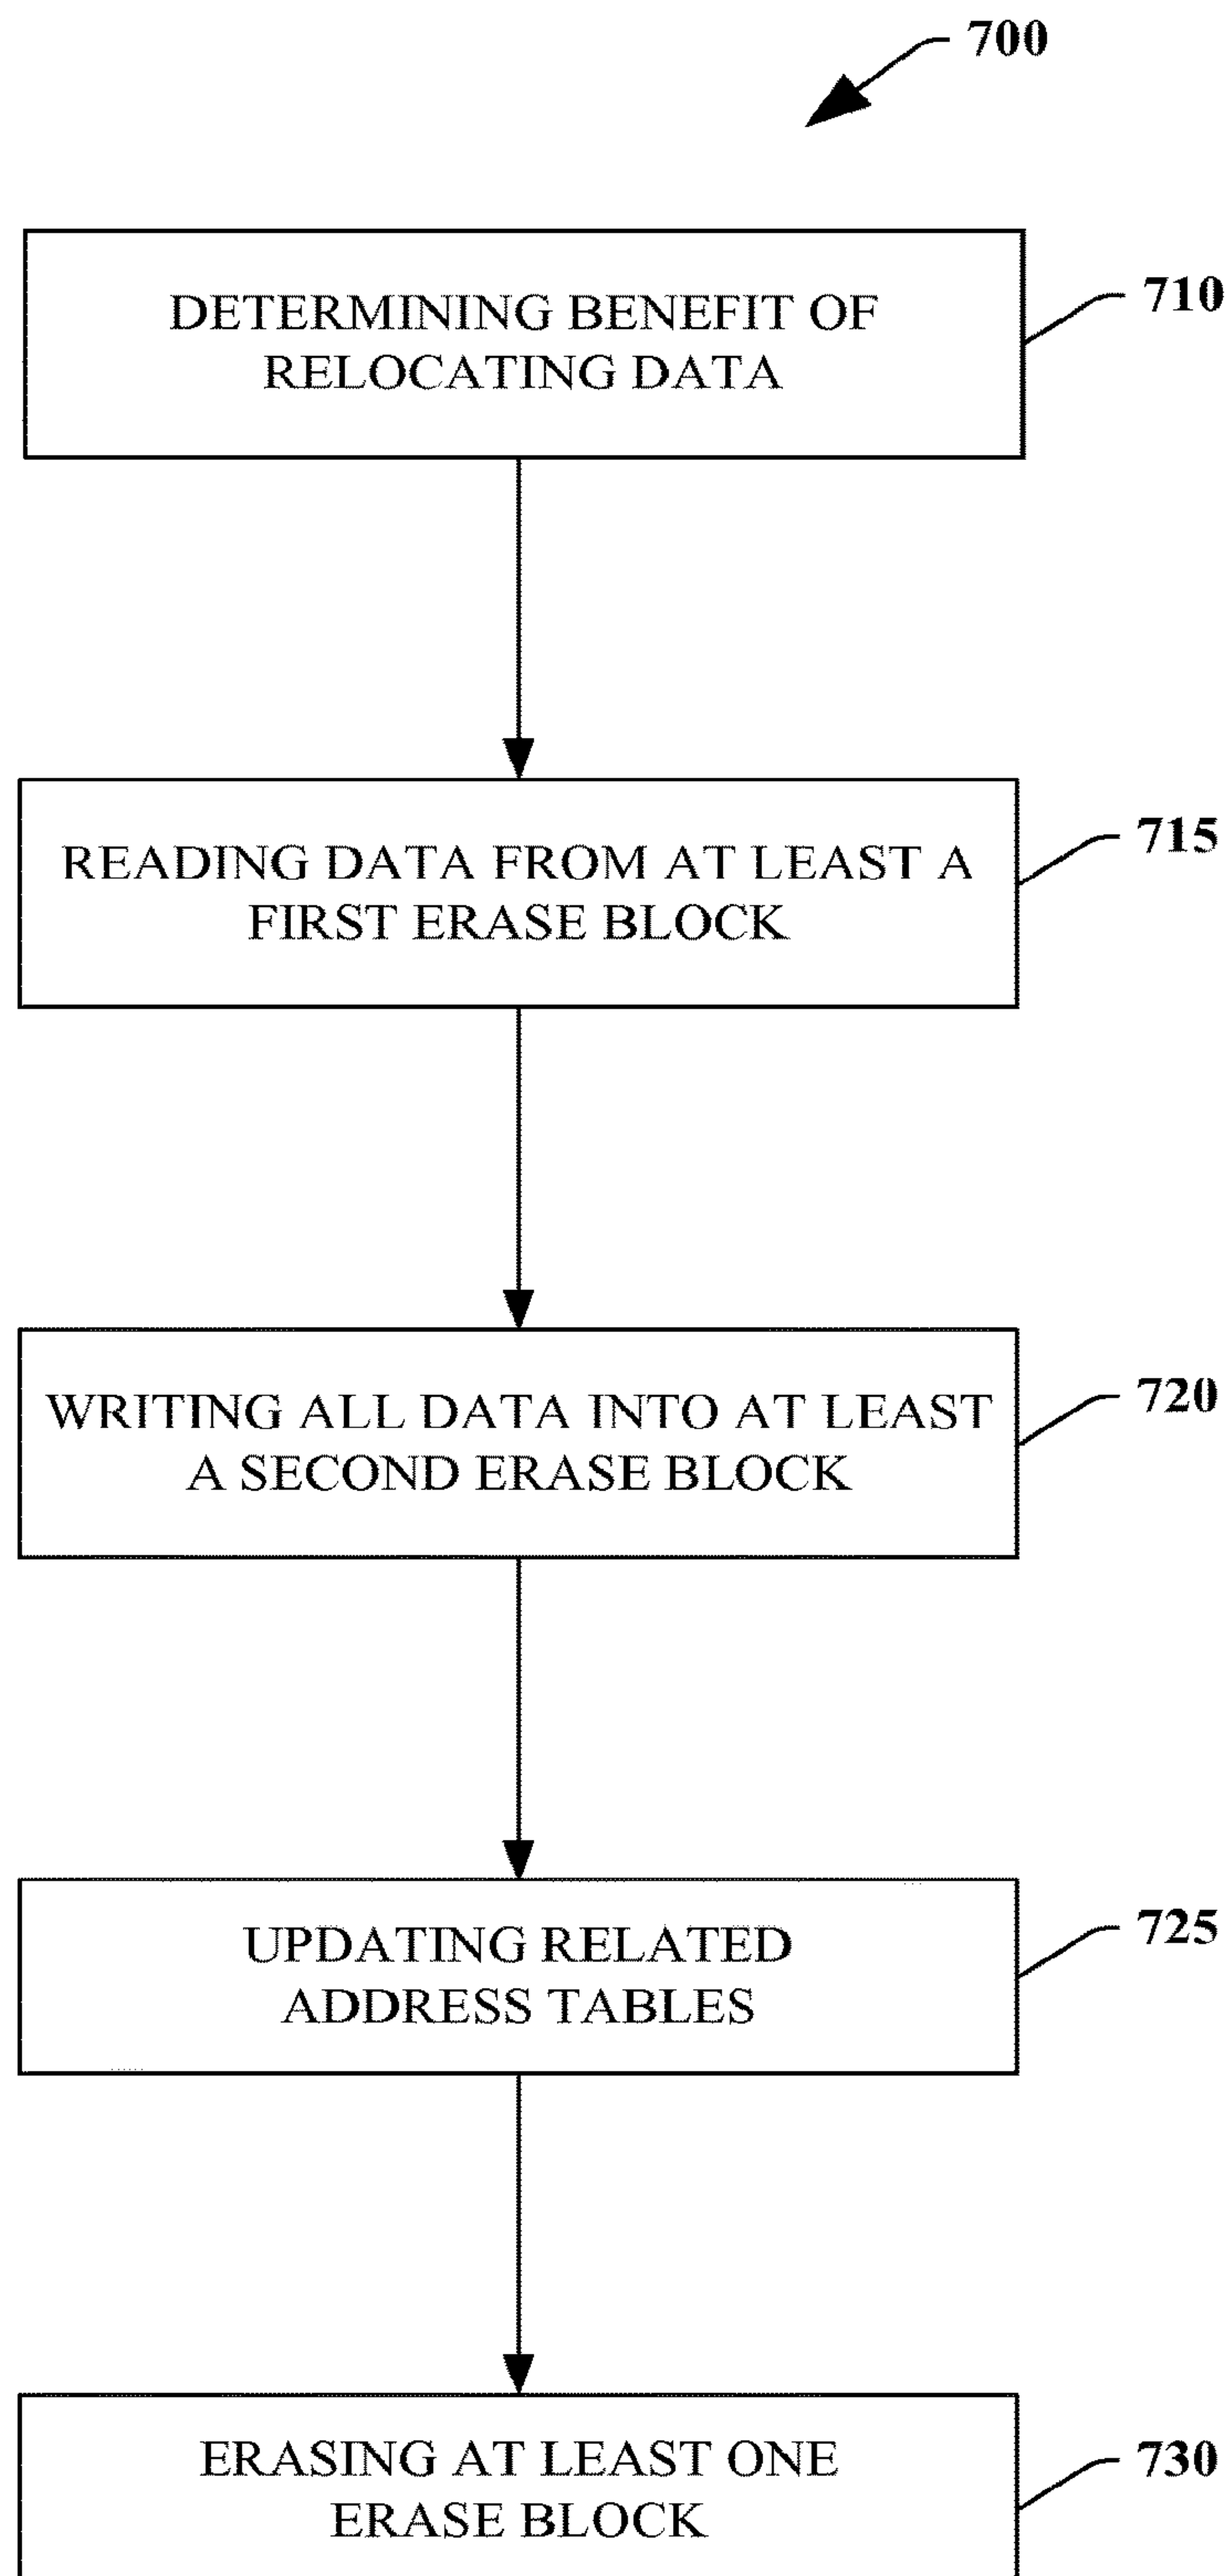 700
DETERMINING BENEFIT OF
RELOCATING DATA
710
READING DATA FROM AT LEAST A
FIRST ERASE BLOCK
715
WRITING ALL DATA INTO AT LEAST
A SECOND ERASE BLOCK
720
UPDATING RELATED
ADDRESS TABLES
725
ERASING AT LEAST ONE
ERASE BLOCK
730